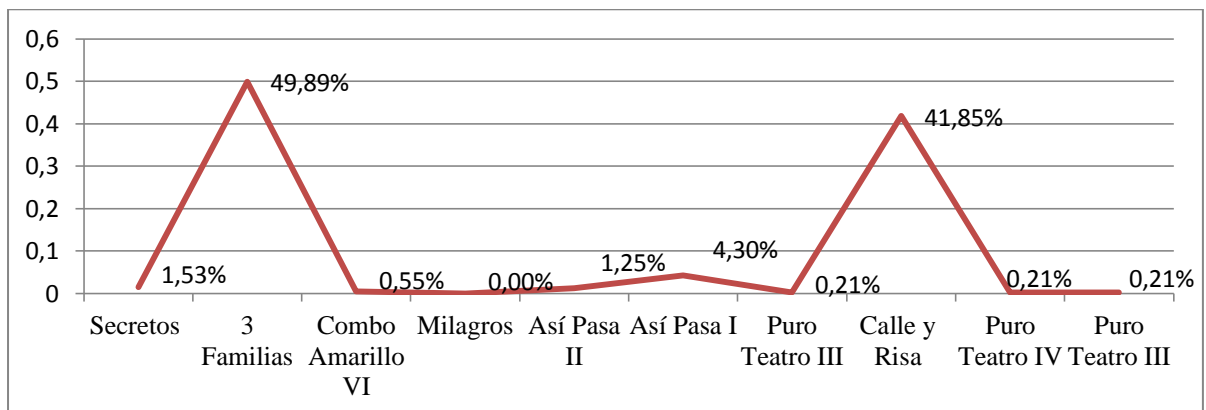 0,6
0,5
0,4
0,3
0,2
0,1
0
1,53%
49,89%
0,55%
0,00%
1,25%
4,30%
0,21%
41,85%
0,21%
0,21%
Secretos
3
Familias
Combo
Amarillo
VI
Milagros
Así Pasa
II
Así Pasa I
Puro
Teatro III
Calle y
Risa
Puro
Teatro IV
Puro
Teatro III